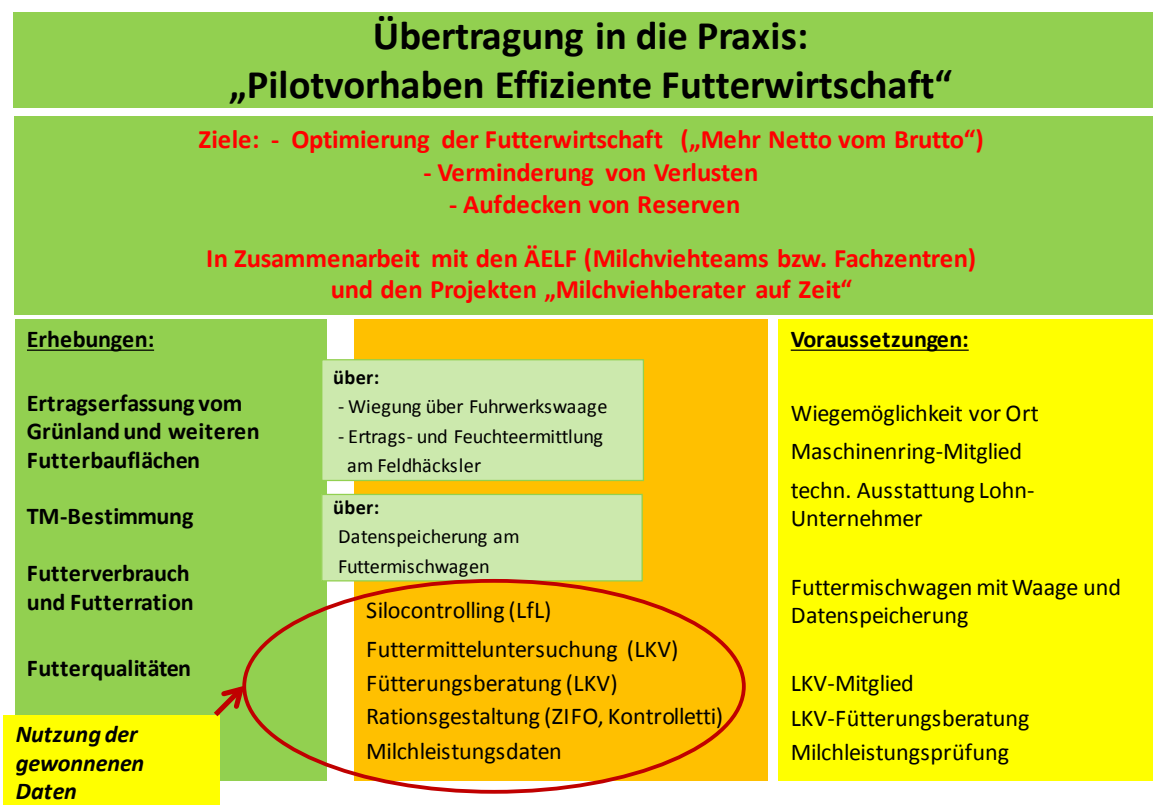 Übertragung in die Praxis:
„Pilotvorhaben Effiziente Futterwirtschaft“
Ziele: - Optimierung der Futterwirtschaft („Mehr Netto vom Brutto“)
- Verminderung von Verlusten
- Aufdecken von Reserven
In Zusammenarbeit mit den ÄELF (Milchviehteams bzw. Fachzentren)
und den Projekten „Milchviehberater auf Zeit“
Erhebungen:
Ertragserfassung vom
Grünland und weiteren
Futterbauflächen
TM-Bestimmung
Futterverbrauch
und Futterration
Futterqualitäten
Nutzung der
gewonnenen
Daten
über:
- Wiegung über Fuhrwerkswaage
- Ertrags- und Feuchteermittlung
am Feldhäcksler
über:
Datenspeicherung am
Futtermischwagen
Silocontrolling (LfL)
Futtermitteluntersuchung (LKV)
Fütterungsberatung (LKV)
Rationsgestaltung (ZIFO, Kontrolletti)
Milchleistungsdaten
Voraussetzungen:
Wiegemöglichkeit vor Ort
Maschinenring-Mitglied
techn. Ausstattung Lohn-
Unternehmer
Futtermischwagen mit Waage und
Datenspeicherung
LKV-Mitglied
LKV-Fütterungsberatung
Milchleistungsprüfung